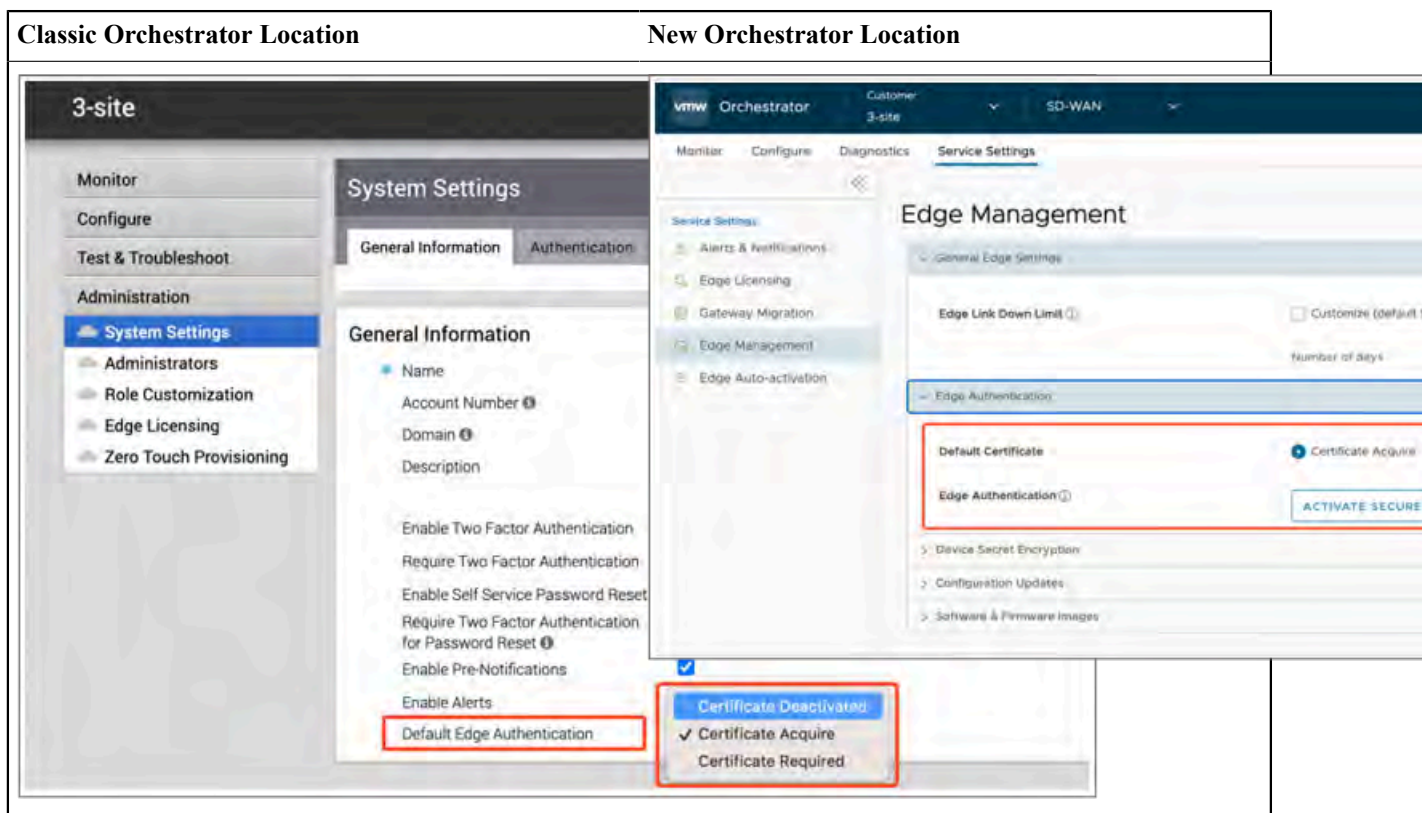 Classic Orchestrator Location
New Orchestrator Location
3-site
Monitor
Configure
Test & Troubleshoot
Administration
System Settings
Administrators
Role Customization
Edge Licensing
Zero Touch Provisioning
System Settings
General Information
Authentication
General Information
Name
Account Number
Domain
Description
Enable Two Factor Authentication
Require Two Factor Authentication
Enable Self Service Password Reset
Require Two Factor Authentication
for Password Reset
Enable Pre-Notifications
Enable Alerts
Default Edge Authentication
Certificate Deactivated
✓ Certificate Acquire
Certificate Required
vmw Orchestrator
Customer
3-site
SD-WAN
Monitor Configure Diagnostics Service Settings
Service Settings
Alerts & Notifications
Edge Licensing
Gateway Migration
Edge Management
Edge Auto-activation
Edge Management
General Edge Settings
Edge Link Down Limit
Customize (default
Number of days
Edge Authentication
Default Certificate
Certificate Acquire
Edge Authentication
ACTIVATE SECURE
Device Secret Encryption
Configuration Updates
Software & Firmware Images